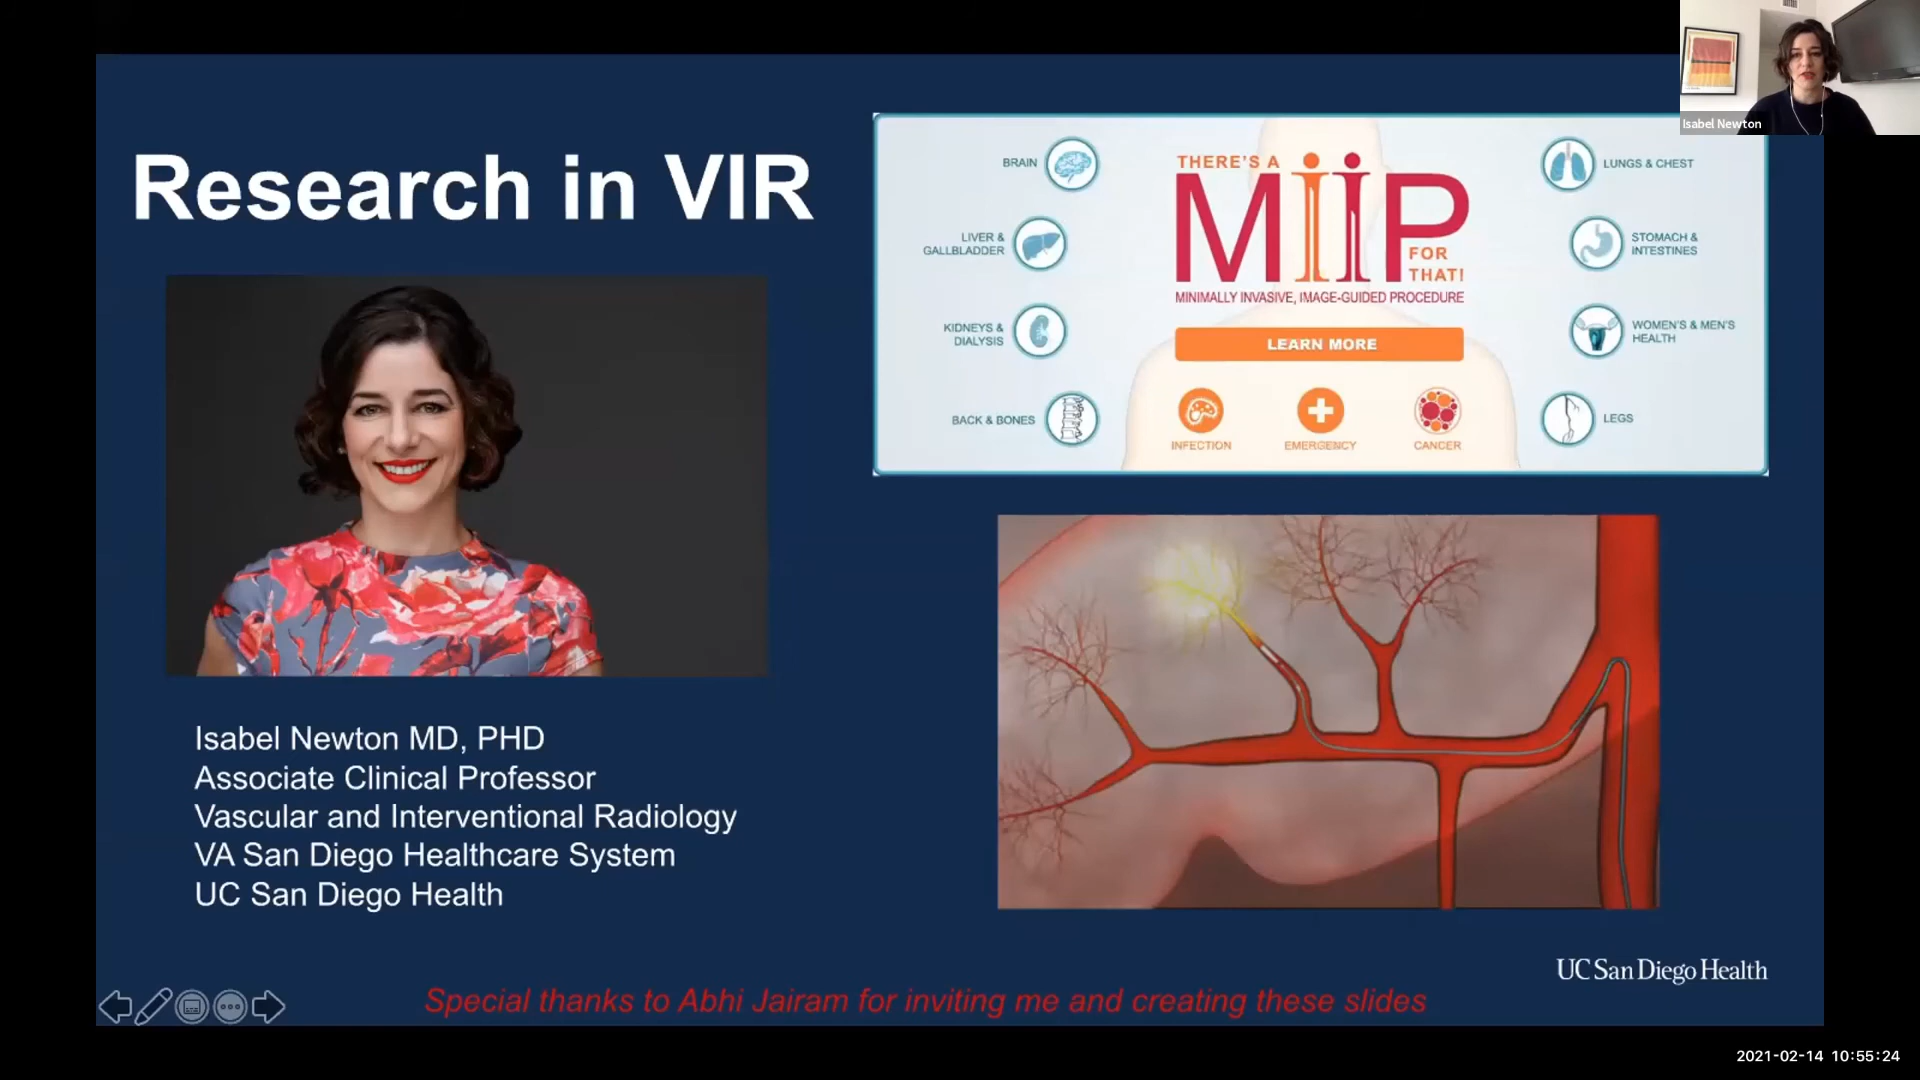 Research in VIR
Isabel Newton MD, PHD
Associate Clinical Professor
Vascular and Interventional Radiology
VA San Diego Healthcare System
UC San Diego Health
BRAIN
LIVER &
GALLBLADDER
KIDNEYS &
DIALYSIS
BACK & BONES
THERE'S A
MiiP
FOR
THAT!
MINIMALLY INVASIVE, IMAGE-GUIDED PROCEDURE
LEARN MORE
INFECTION
EMERGENCY
CANCER
LUNGS & CHEST
STOMACH &
INTESTINES
WOMEN'S & MEN'S
HEALTH
LEGS
Isabel Newton
UC San Diego Health
Special thanks to Abhi Jairam for inviting me and creating these slides
2021-02-14 10:55:24